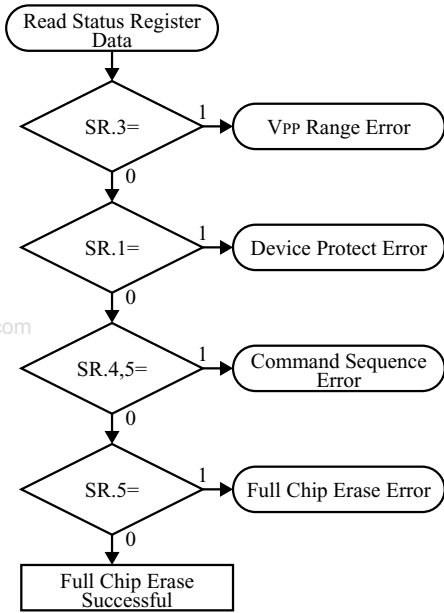 Read Status Register
Data
SR.3=
1
VPP Range Error
0
SR.1=
1
Device Protect Error
0
com
SR.4,5=
1
Command Sequence
Error
0
SR.5=
1
Full Chip Erase Error
0
Full Chip Erase
Successful